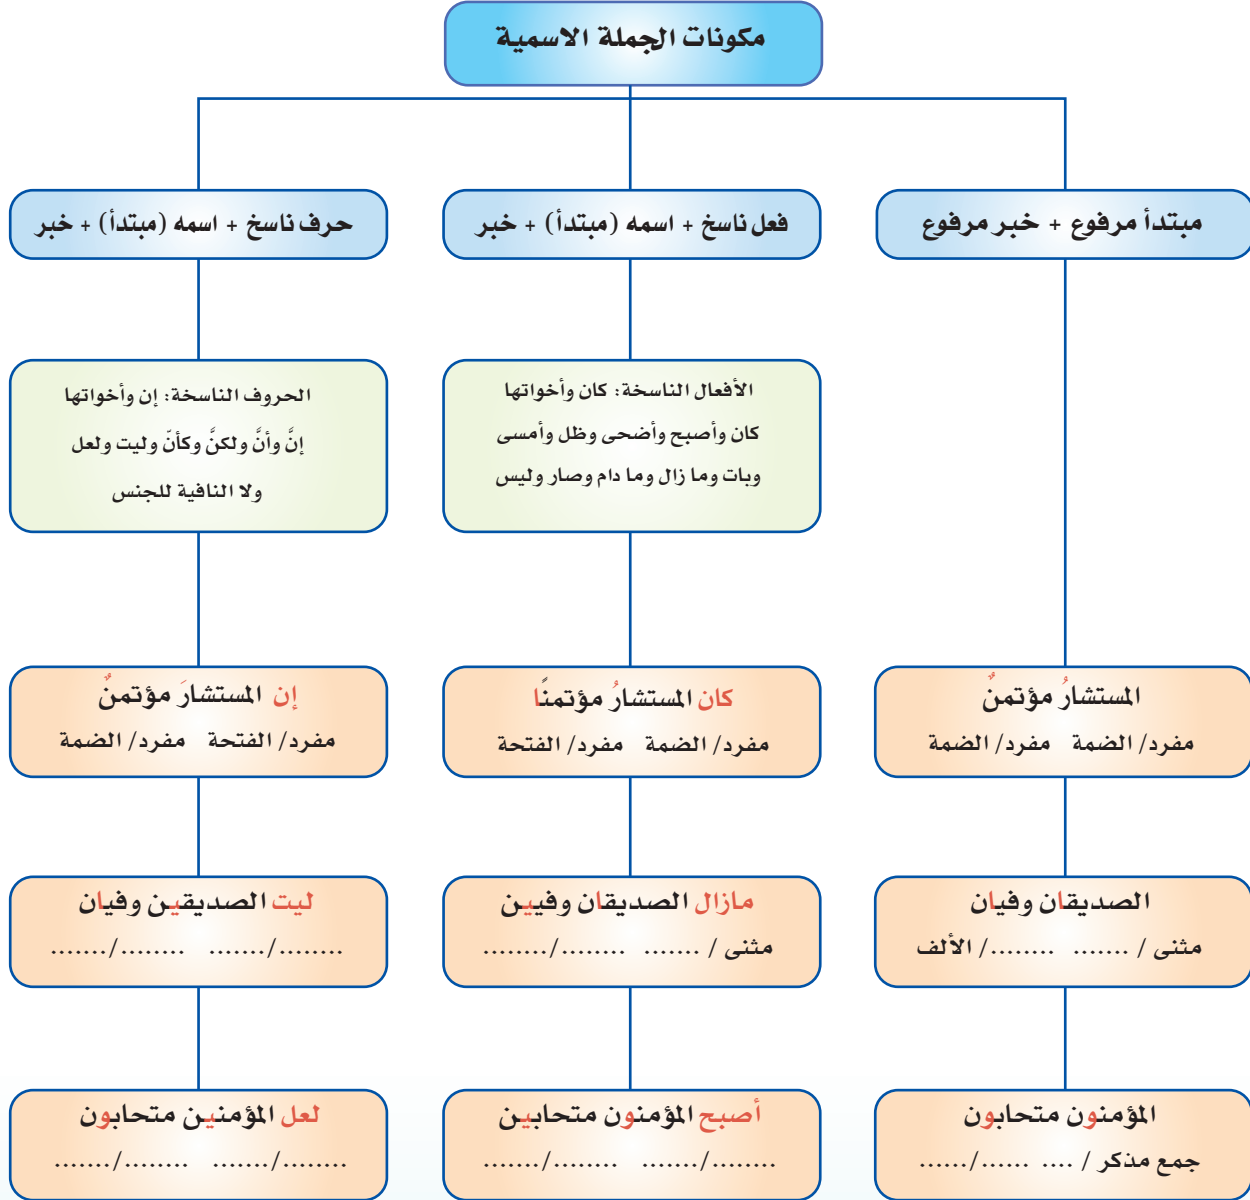 مكونات الجملة الاسمية
مبتدأ مرفوع + خبر مرفوع
فعل ناسخ + اسمه (مبتدأ) + خبر
حرف ناسخ + اسمه (مبتدأ) + خبر
الأفعال الناسخة: كان وأخواتها
كان وأصبح وأضحى وظل وأمسى
وبات وما زال وما دام وصار وليس
الحروف الناسخة: إن وأخواتها
إنَّ وأنَّ ولكنَّ وكأنّ وليت ولعل
ولا النافية للجنس
المستشارُ مؤتمنٌ
مفرد/ الضمة مفرد/ الضمة
كان المستشارُ مؤتمنًا
مفرد/ الضمة مفرد/ الفتحة
إن المستشارَ مؤتمنٌ
مفرد/ الفتحة مفرد/ الضمة
الصديقان وفيان
مثنى / ....... ......../ الألف
مازال الصديقان وفيين
مثنى / ....... ......../........
ليت الصديقين وفيان
......../....... ......../.......
المؤمنون متحابون
جمع مذكر / .... ....../......
أصبح المؤمنون متحابين
......../....... ......../.......
لعل المؤمنين متحابون
......../....... ......../.......